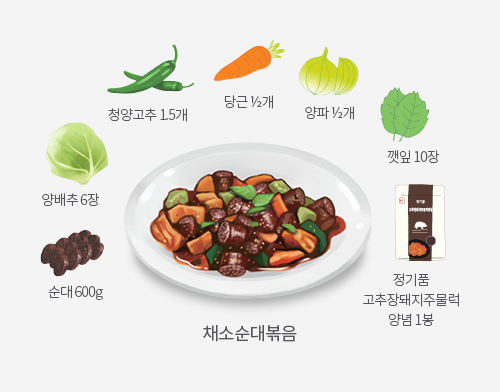 청양고추 1.5개
당근 ½개
양파 ½개
깻잎 10장
양배추 6장
순대 600g
정기품
고추장돼지주물럭
양념 1봉
채소순대볶음